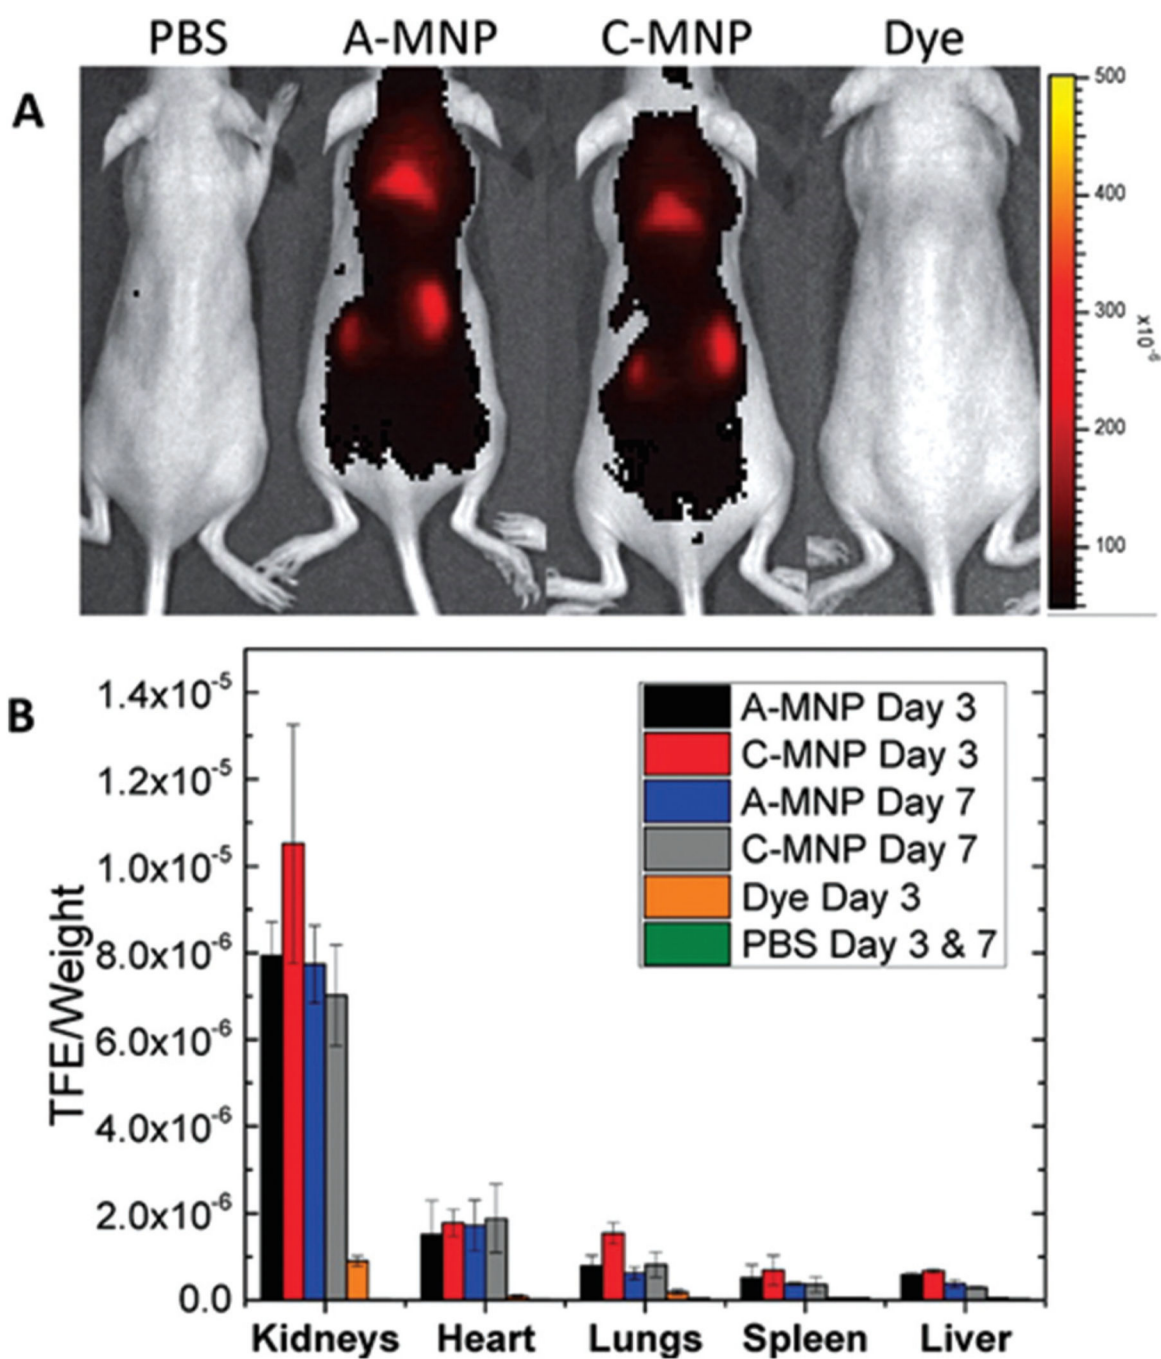 PBS A-MNP C-MNP Dye
A
500
400
300
200
100
x10⁻⁶
B
TFE/Weight
1.4x10⁻⁵
1.2x10⁻⁵
1.0x10⁻⁵
8.0x10⁻⁶
6.0x10⁻⁶
4.0x10⁻⁶
2.0x10⁻⁶
0.0
A-MNP Day 3
C-MNP Day 3
A-MNP Day 7
C-MNP Day 7
Dye Day 3
PBS Day 3 & 7
Kidneys Heart Lungs Spleen Liver